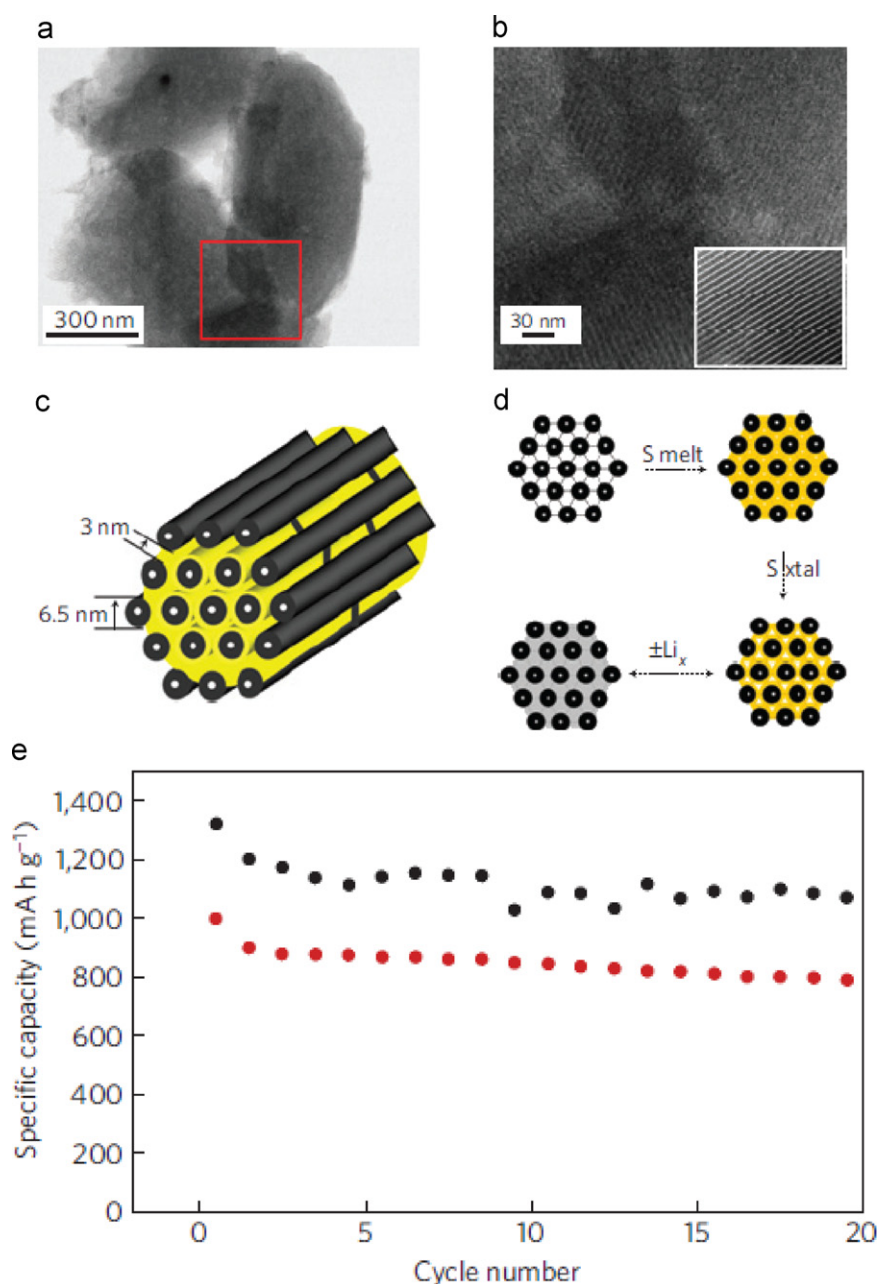 a
b
300 nm
30 nm
c
d
3 nm
6.5 nm
S melt
S xtal
±Liₓ
e
Specific capacity (mA h g⁻¹)
1,400
1,200
1,000
800
600
400
200
0
0 5 10 15 20
Cycle number